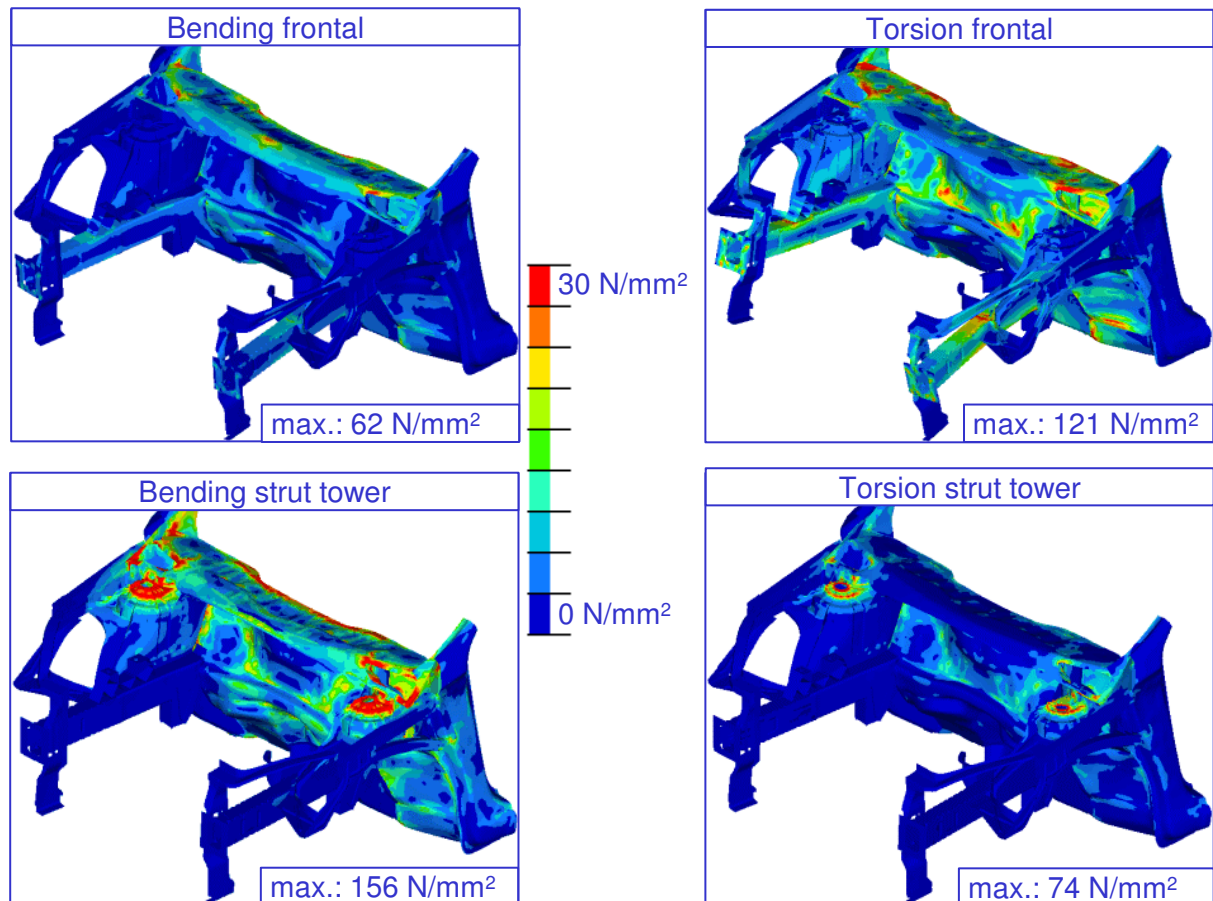 Bending frontal
Torsion frontal
max.: 62 N/mm²
max.: 121 N/mm²
30 N/mm²
0 N/mm²
Bending strut tower
Torsion strut tower
max.: 156 N/mm²
max.: 74 N/mm²